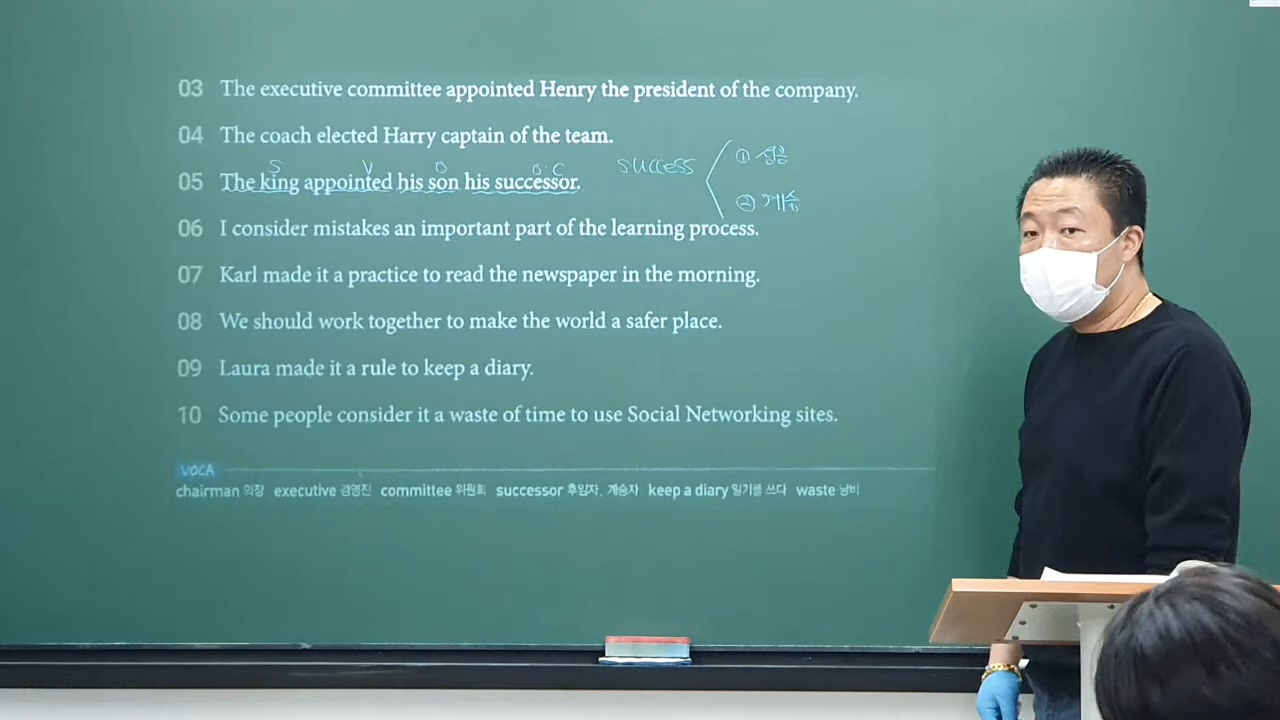 03 The executive committee appointed Henry the president of the company.
04 The coach elected Harry captain of the team.
S V O O·C success ① 성공
05 The king appointed his son his successor.
② 계승
06 I consider mistakes an important part of the learning process.
07 Karl made it a practice to read the newspaper in the morning.
08 We should work together to make the world a safer place.
09 Laura made it a rule to keep a diary.
10 Some people consider it a waste of time to use Social Networking sites.
VOCA
chairman 의장 executive 경영진 committee 위원회 successor 후임자, 계승자 keep a diary 일기를 쓰다 waste 낭비